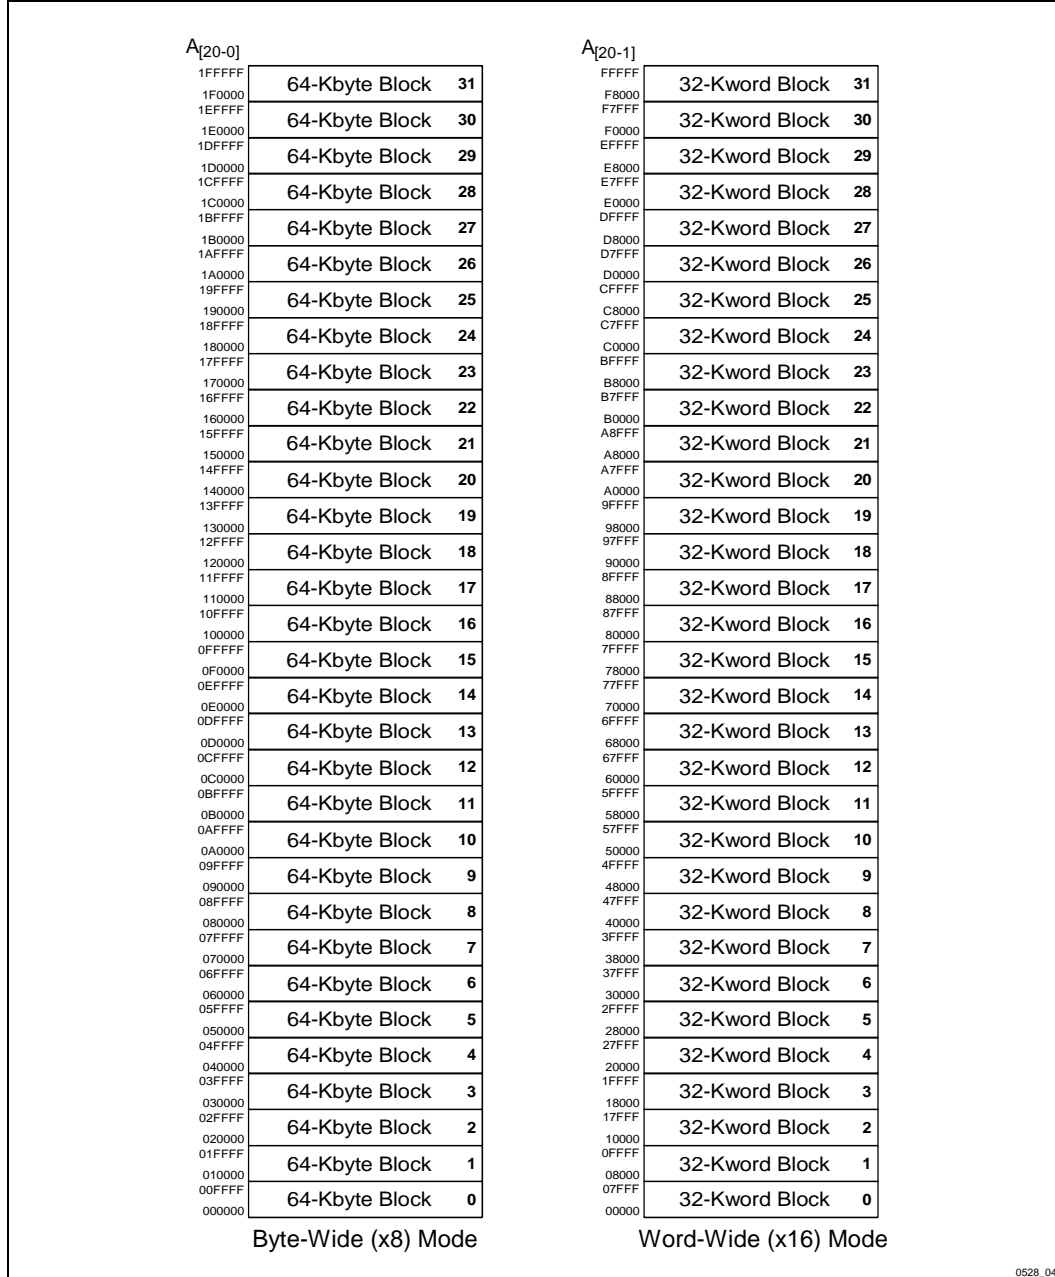 A[20-0]
1FFFFF
64-Kbyte Block 31
1F0000
1EFFFF
64-Kbyte Block 30
1E0000
1DFFFF
64-Kbyte Block 29
1D0000
1CFFFF
64-Kbyte Block 28
1C0000
1BFFFF
64-Kbyte Block 27
1B0000
1AFFFF
64-Kbyte Block 26
1A0000
19FFFF
64-Kbyte Block 25
190000
18FFFF
64-Kbyte Block 24
180000
17FFFF
64-Kbyte Block 23
170000
16FFFF
64-Kbyte Block 22
160000
15FFFF
64-Kbyte Block 21
150000
14FFFF
64-Kbyte Block 20
140000
13FFFF
64-Kbyte Block 19
130000
12FFFF
64-Kbyte Block 18
120000
11FFFF
64-Kbyte Block 17
110000
10FFFF
64-Kbyte Block 16
100000
0FFFFF
64-Kbyte Block 15
0F0000
0EFFFF
64-Kbyte Block 14
0E0000
0DFFFF
64-Kbyte Block 13
0D0000
0CFFFF
64-Kbyte Block 12
0C0000
0BFFFF
64-Kbyte Block 11
0B0000
0AFFFF
64-Kbyte Block 10
0A0000
09FFFF
64-Kbyte Block 9
090000
08FFFF
64-Kbyte Block 8
080000
07FFFF
64-Kbyte Block 7
070000
06FFFF
64-Kbyte Block 6
060000
05FFFF
64-Kbyte Block 5
050000
04FFFF
64-Kbyte Block 4
040000
03FFFF
64-Kbyte Block 3
030000
02FFFF
64-Kbyte Block 2
020000
01FFFF
64-Kbyte Block 1
010000
00FFFF
64-Kbyte Block 0
000000
Byte-Wide (x8) Mode
A[20-1]
FFFFF
32-Kword Block 31
F8000
F7FFF
32-Kword Block 30
F0000
EFFFF
32-Kword Block 29
E8000
E7FFF
32-Kword Block 28
E0000
DFFFF
32-Kword Block 27
D8000
D7FFF
32-Kword Block 26
D0000
CFFFF
32-Kword Block 25
C8000
C7FFF
32-Kword Block 24
C0000
BFFFF
32-Kword Block 23
B8000
B7FFF
32-Kword Block 22
B0000
A8FFF
32-Kword Block 21
A8000
A7FFF
32-Kword Block 20
A0000
9FFFF
32-Kword Block 19
98000
97FFF
32-Kword Block 18
90000
8FFFF
32-Kword Block 17
88000
87FFF
32-Kword Block 16
80000
7FFFF
32-Kword Block 15
78000
77FFF
32-Kword Block 14
70000
6FFFF
32-Kword Block 13
68000
67FFF
32-Kword Block 12
60000
5FFFF
32-Kword Block 11
58000
57FFF
32-Kword Block 10
50000
4FFFF
32-Kword Block 9
48000
47FFF
32-Kword Block 8
40000
3FFFF
32-Kword Block 7
38000
37FFF
32-Kword Block 6
30000
2FFFF
32-Kword Block 5
28000
27FFF
32-Kword Block 4
20000
1FFFF
32-Kword Block 3
18000
17FFF
32-Kword Block 2
10000
0FFFF
32-Kword Block 1
08000
07FFF
32-Kword Block 0
00000
Word-Wide (x16) Mode
0528_04